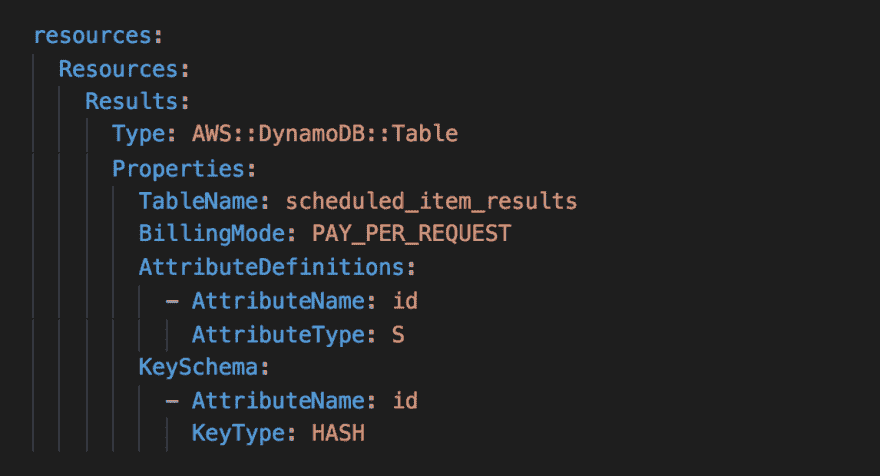 resources:
Resources:
Results:
Type: AWS::DynamoDB::Table
Properties:
TableName: scheduled_item_results
BillingMode: PAY_PER_REQUEST
AttributeDefinitions:
- AttributeName: id
AttributeType: S
KeySchema:
- AttributeName: id
KeyType: HASH